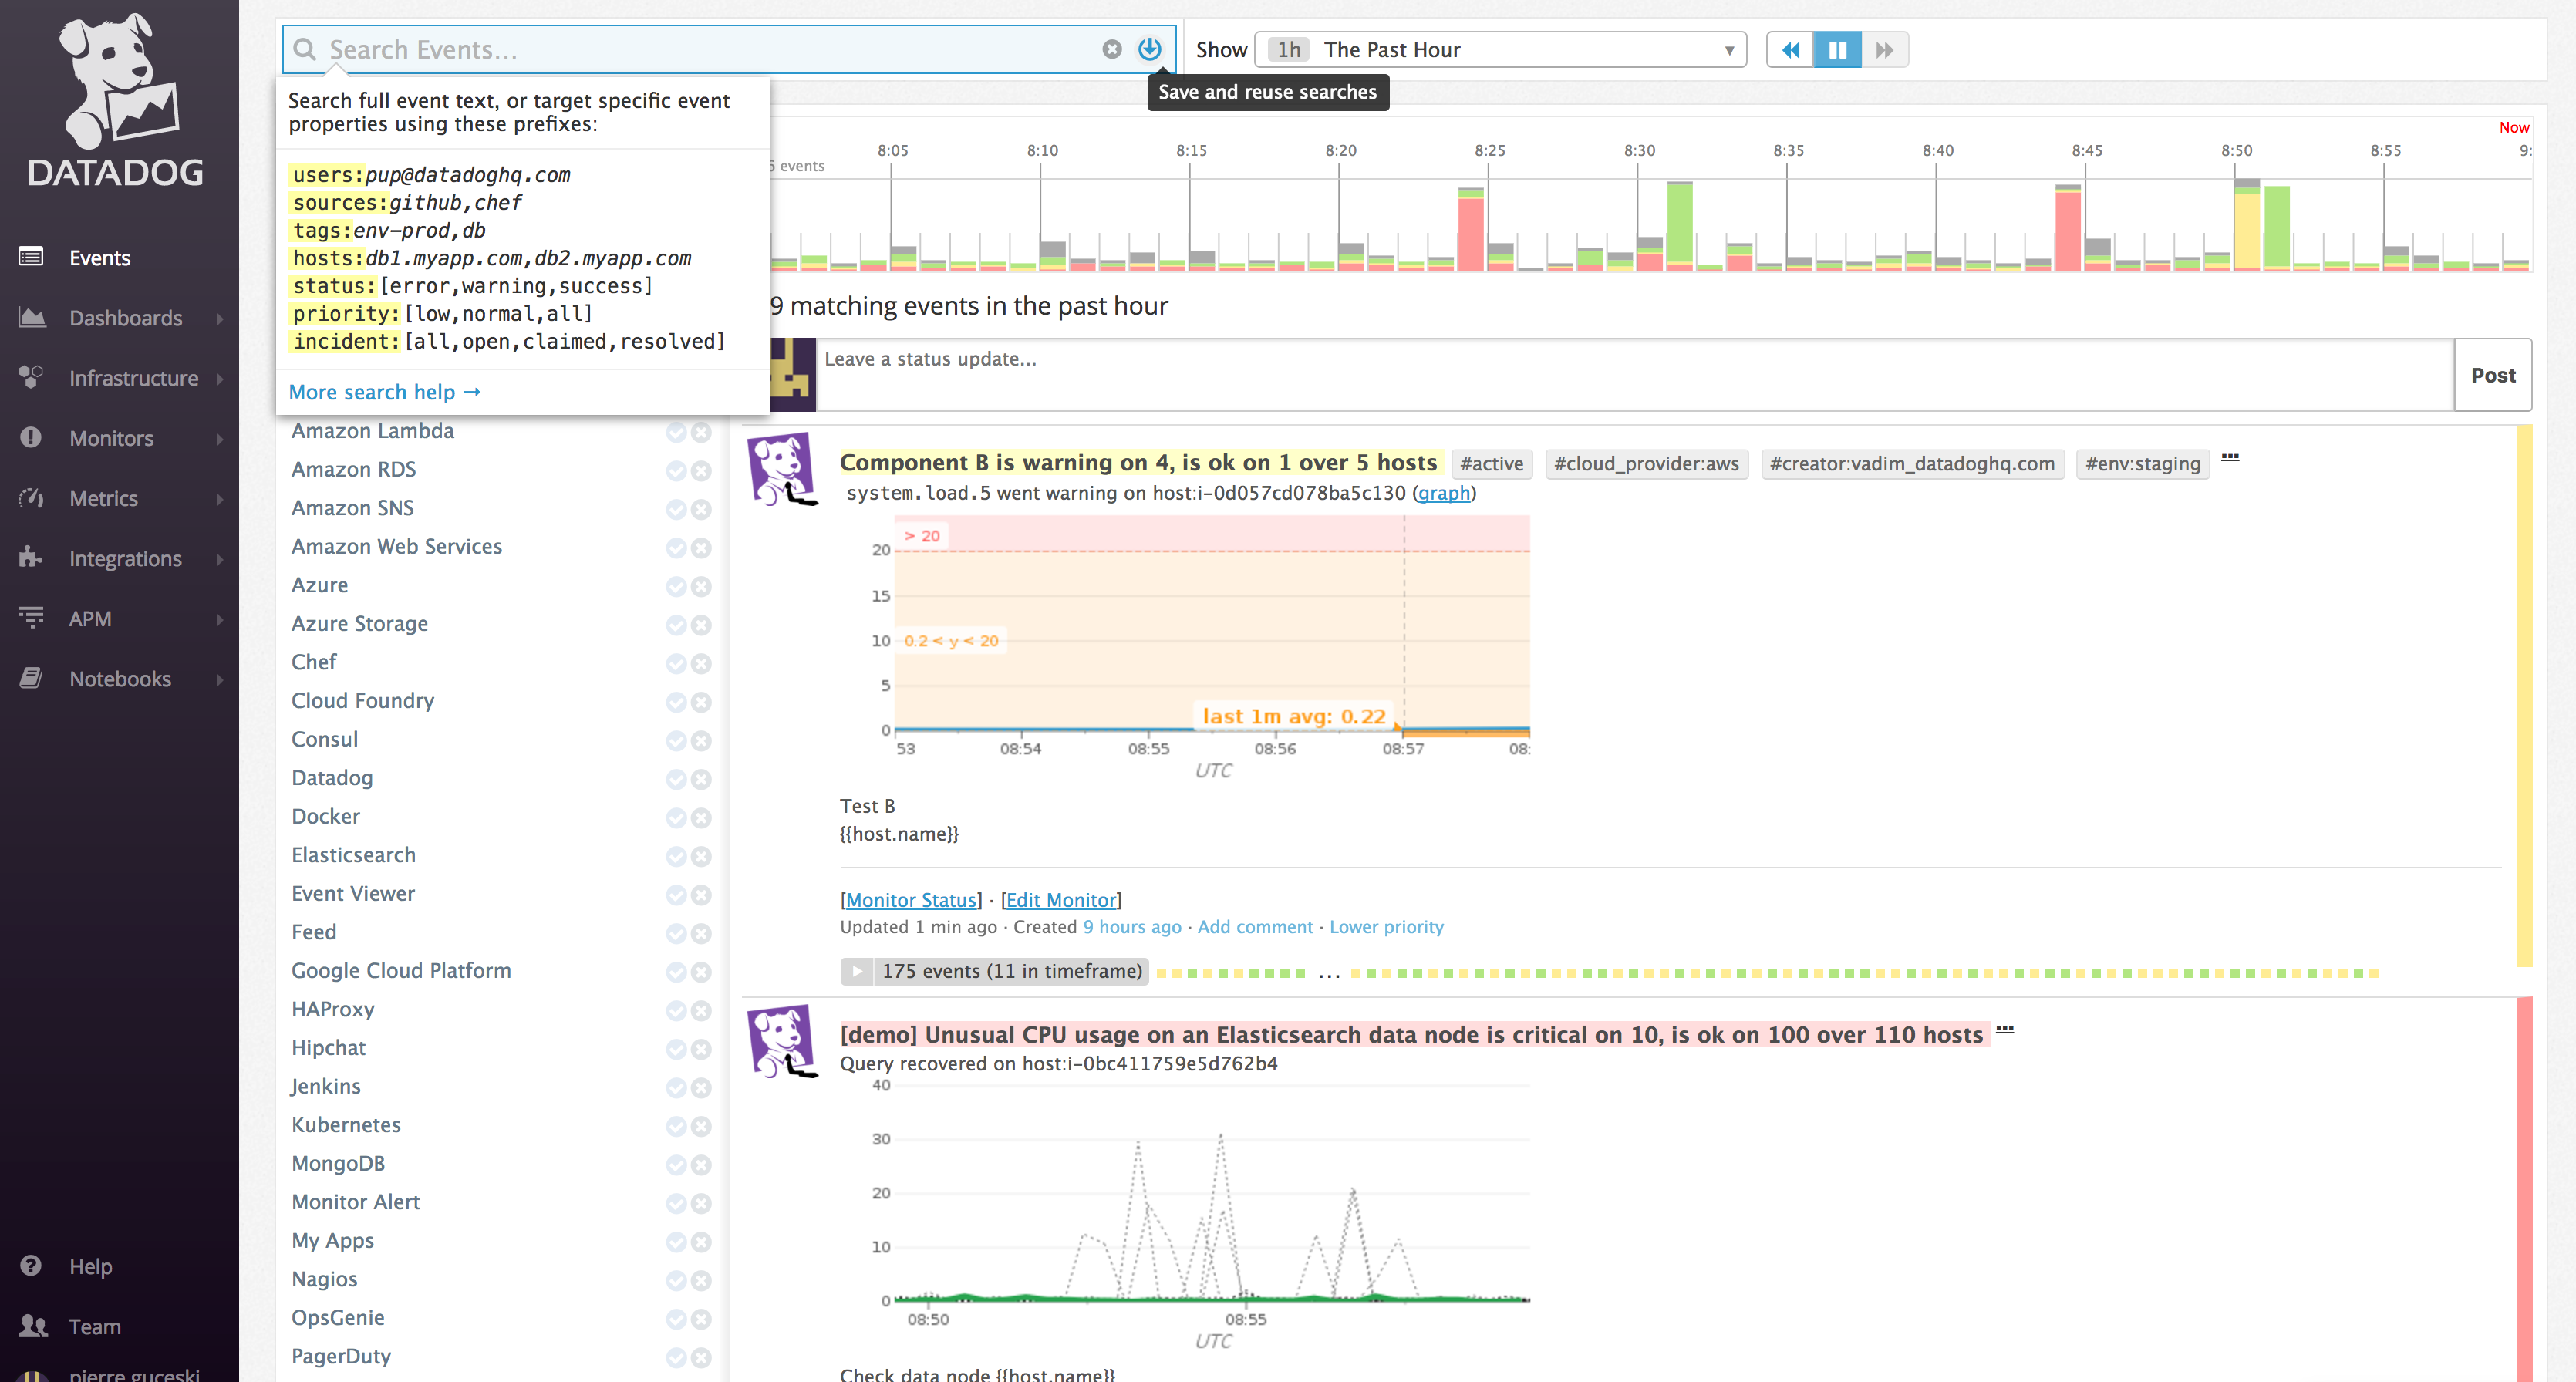 DATADOG
Events
Dashboards
Infrastructure
Monitors
Metrics
Integrations
APM
Notebooks
Help
Team
pierre guceski
Search Events...
Show 1h The Past Hour
Save and reuse searches
Search full event text, or target specific event
properties using these prefixes:
users:pup@datadoghq.com
sources:github,chef
tags:env-prod,db
hosts:db1.myapp.com,db2.myapp.com
status:[error,warning,success]
priority:[low,normal,all]
incident:[all,open,claimed,resolved]
More search help →
Amazon Lambda
Amazon RDS
Amazon SNS
Amazon Web Services
Azure
Azure Storage
Chef
Cloud Foundry
Consul
Datadog
Docker
Elasticsearch
Event Viewer
Feed
Google Cloud Platform
HAProxy
Hipchat
Jenkins
Kubernetes
MongoDB
Monitor Alert
My Apps
Nagios
OpsGenie
PagerDuty
Now
8:05 8:10 8:15 8:20 8:25 8:30 8:35 8:40 8:45 8:50 8:55 9:
events
9 matching events in the past hour
Leave a status update...
Post
Component B is warning on 4, is ok on 1 over 5 hosts #active #cloud_provider:aws #creator:vadim_datadoghq.com #env:staging ...
system.load.5 went warning on host:i-0d057cd078ba5c130 (graph)
> 20
20
15
10 0.2 < y < 20
5
last 1m avg: 0.22
0
53 08:54 08:55 08:56 08:57 08:
UTC
Test B
{{host.name}}
[Monitor Status] · [Edit Monitor]
Updated 1 min ago · Created 9 hours ago · Add comment · Lower priority
175 events (11 in timeframe) ...
[demo] Unusual CPU usage on an Elasticsearch data node is critical on 10, is ok on 100 over 110 hosts ...
Query recovered on host:i-0bc411759e5d762b4
40
30
20
10
0
08:50 08:55
UTC
Check data node {{host.name}}